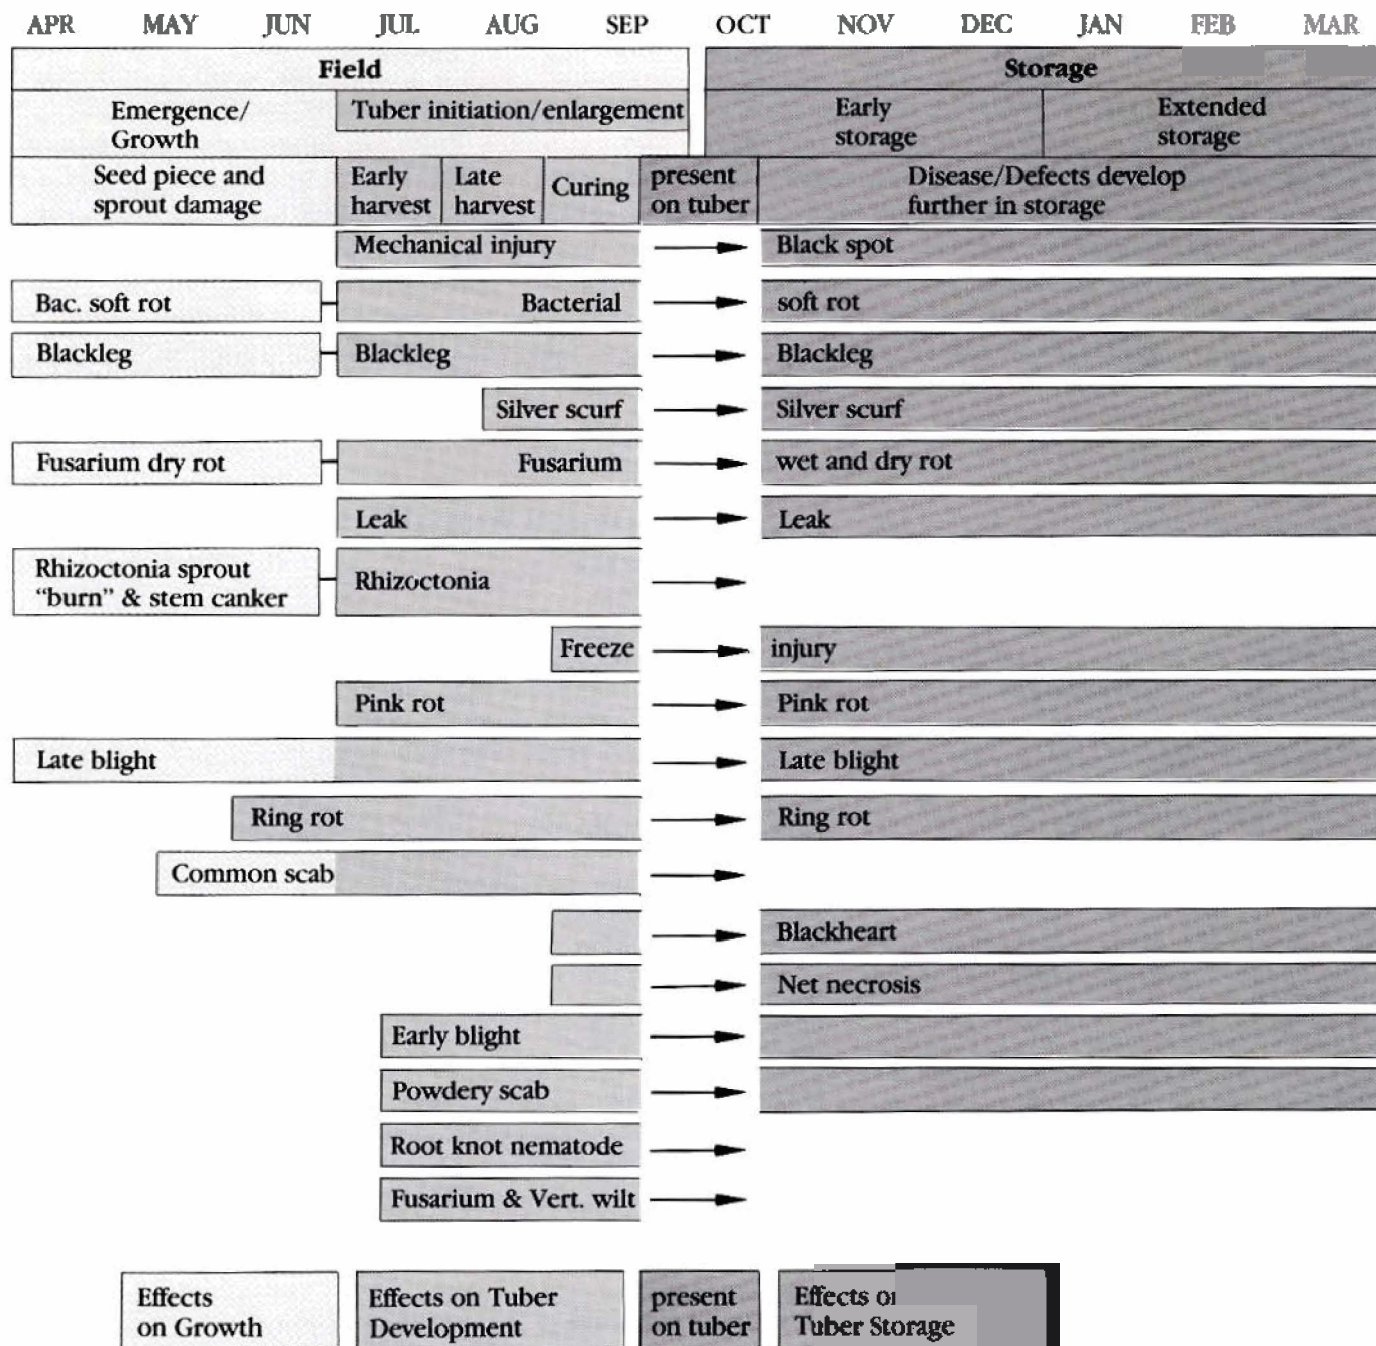 APR MAY JUN JUL AUG SEP OCT NOV DEC JAN FEB MAR
Field Storage
Emergence/ Tuber initiation/enlargement Early Extended
Growth storage storage
Seed piece and Early Late Curing present Disease/Defects develop
sprout damage harvest harvest on tuber further in storage
Mechanical injury Black spot
Bac. soft rot Bacterial soft rot
Blackleg Blackleg Blackleg
Silver scurf Silver scurf
Fusarium dry rot Fusarium wet and dry rot
Leak Leak
Rhizoctonia sprout Rhizoctonia
“burn” & stem canker
Freeze injury
Pink rot Pink rot
Late blight Late blight
Ring rot Ring rot
Common scab
Blackheart
Net necrosis
Early blight
Powdery scab
Root knot nematode
Fusarium & Vert. wilt
Effects Effects on Tuber present Effects
on Growth Development on tuber Tuber Storage